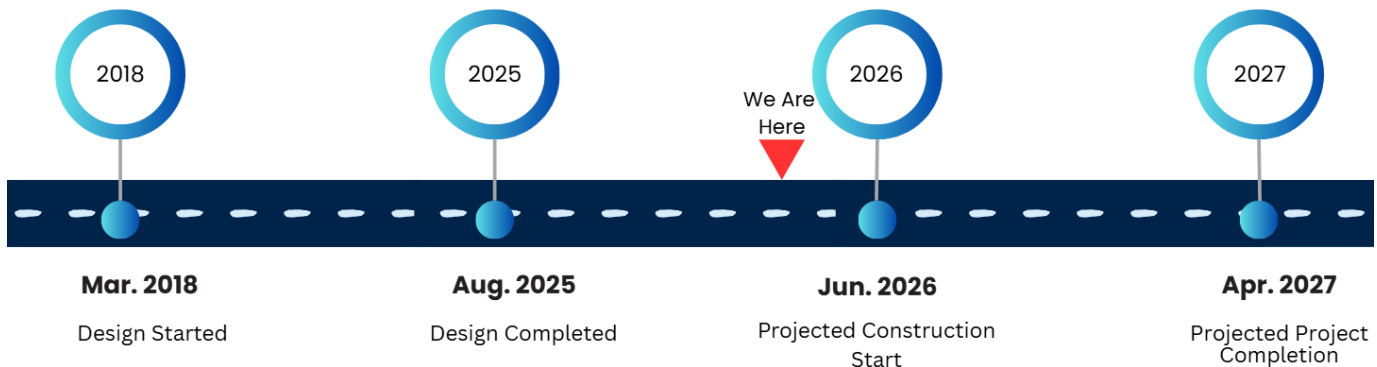 2018
2025
2026
2027
We Are
Here
Mar. 2018
Aug. 2025
Jun. 2026
Apr. 2027
Design Started
Design Completed
Projected Construction
Start
Projected Project
Completion